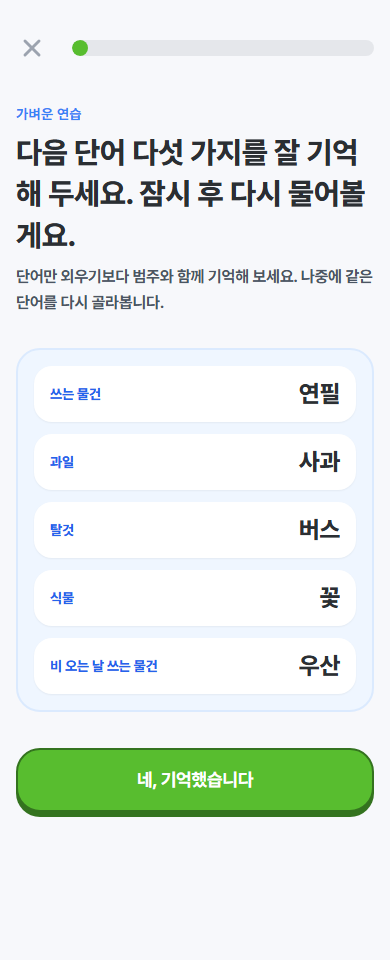 가벼운 연습
다음 단어 다섯 가지를 잘 기억
해 두세요. 잠시 후 다시 물어볼
게요.
단어만 외우기보다 범주와 함께 기억해 보세요. 나중에 같은
단어를 다시 골라봅니다.
쓰는 물건 연필
과일 사과
탈것 버스
식물 꽃
비 오는 날 쓰는 물건 우산
네, 기억했습니다